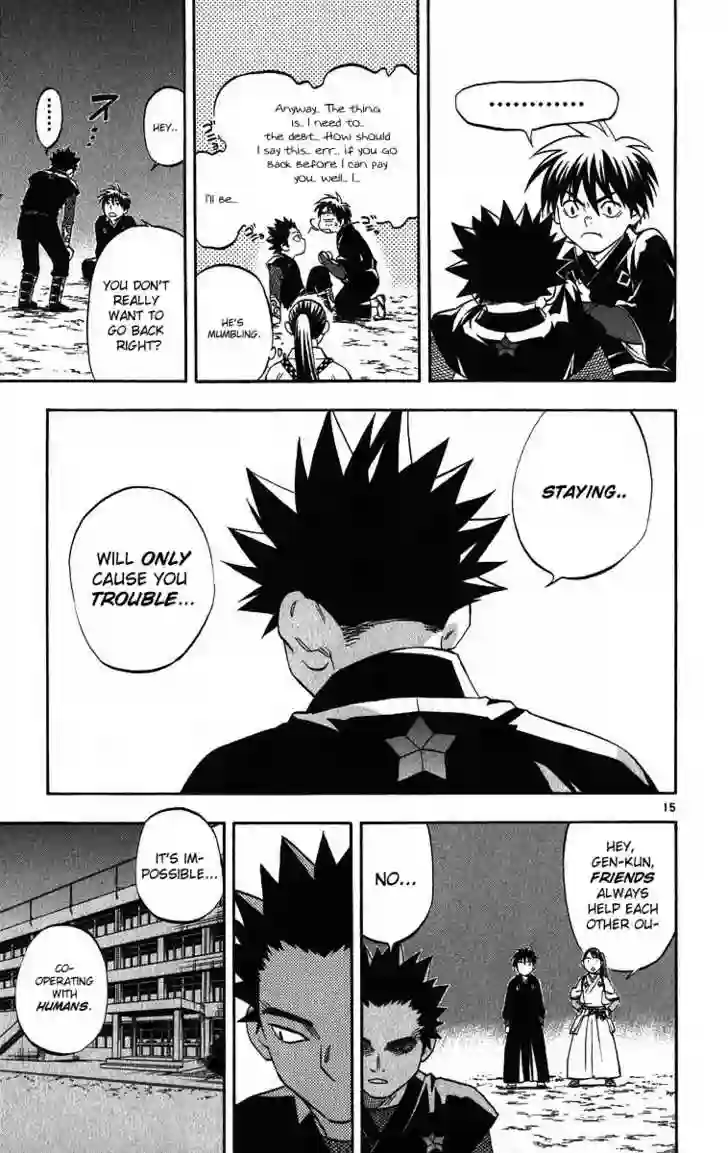 ............
Anyway.. The thing
is.. I need to..
the debt... How should
I say this... err.. if you go
back before I can pay
you.. well.. I...
I'll be...
HE'S
MUMBLING.
HEY..
.....
YOU DON'T
REALLY
WANT TO
GO BACK
RIGHT?
STAYING..
WILL ONLY
CAUSE YOU
TROUBLE...
15
HEY,
GEN-KUN,
FRIENDS
ALWAYS
HELP EACH
OTHER OU-
NO...
IT'S IM-
POSSIBLE...
CO-
OPERATING
WITH
HUMANS.